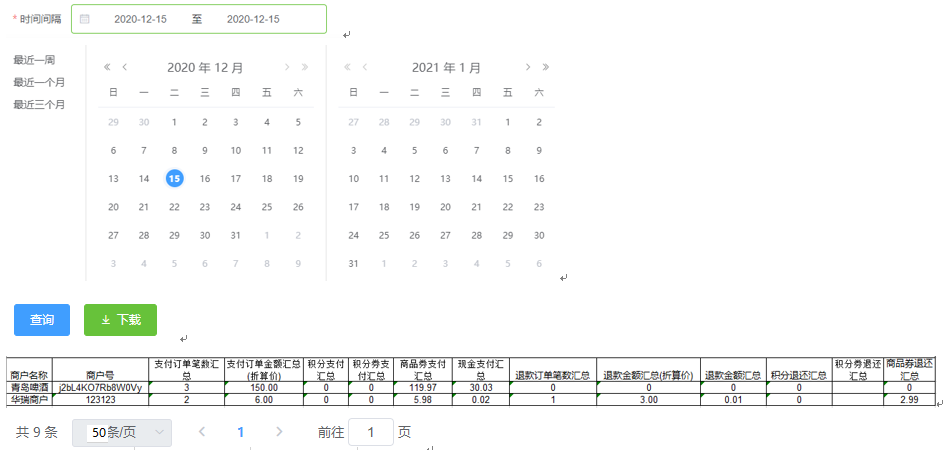 * 时间间隔 2020-12-15 至 2020-12-15
最近一周
最近一个月
最近三个月
« ‹ 2020 年 12 月 › »
日 一 二 三 四 五 六
29 30 1 2 3 4 5
6 7 8 9 10 11 12
13 14 15 16 17 18 19
20 21 22 23 24 25 26
27 28 29 30 31 1 2
3 4 5 6 7 8 9
« ‹ 2021 年 1 月 › »
日 一 二 三 四 五 六
27 28 29 30 31 1 2
3 4 5 6 7 8 9
10 11 12 13 14 15 16
17 18 19 20 21 22 23
24 25 26 27 28 29 30
31 1 2 3 4 5 6
查询 下载
商户名称 商户号 支付订单笔数汇总 支付订单金额汇总(折算价) 积分支付汇总 积分券支付汇总 商品券支付汇总 现金支付汇总 退款订单笔数汇总 退款金额汇总(折算价) 退款金额汇总 积分退还汇总 积分券退还汇总 商品券退还汇总
青岛啤酒 j2bL4KO7Rb8W0Vy 3 150.00 0 0 119.97 30.03 0 0 0 0 0
华瑞商户 123123 2 6.00 0 0 5.98 0.02 1 3.00 0.01 0 2.99
共 9 条 50条/页 ‹ 1 › 前往 1 页